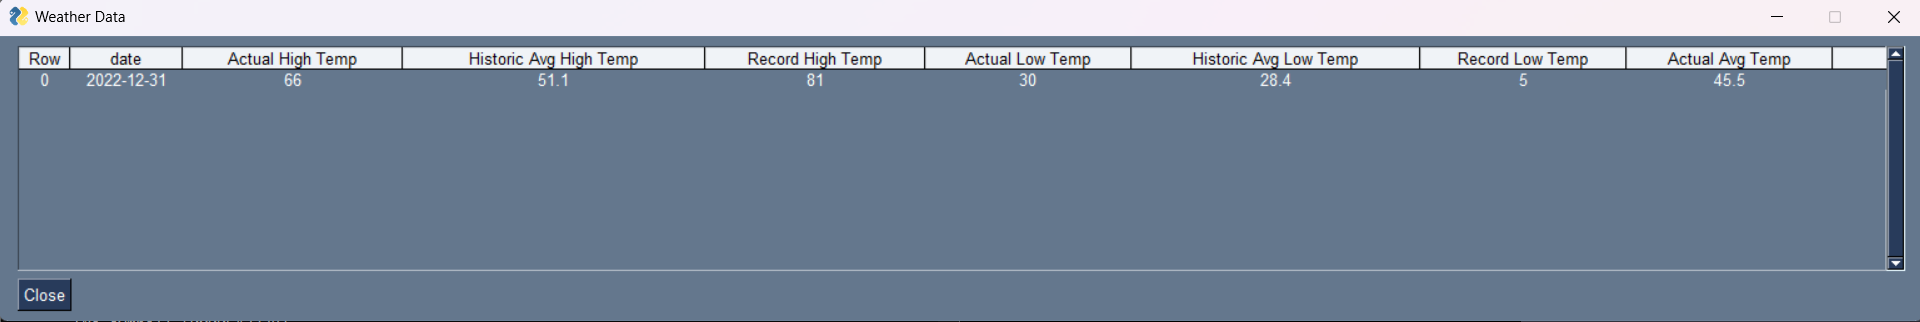 Weather Data
Row date Actual High Temp Historic Avg High Temp Record High Temp Actual Low Temp Historic Avg Low Temp Record Low Temp Actual Avg Temp
0 2022-12-31 66 51.1 81 30 28.4 5 45.5
Close